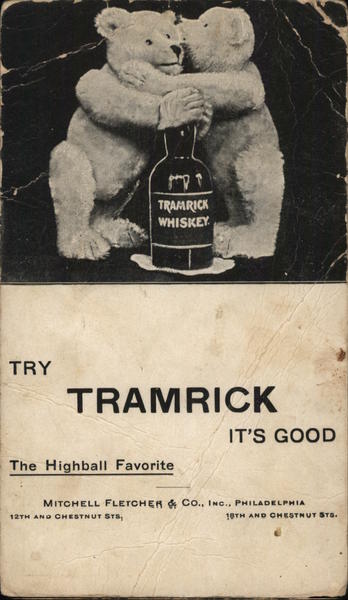 TRAMRICK
WHISKEY.
TRY
TRAMRICK
IT'S GOOD
The Highball Favorite
MITCHELL FLETCHER & CO., INC., PHILADELPHIA
12TH AND CHESTNUT STS. 18TH AND CHESTNUT STS.